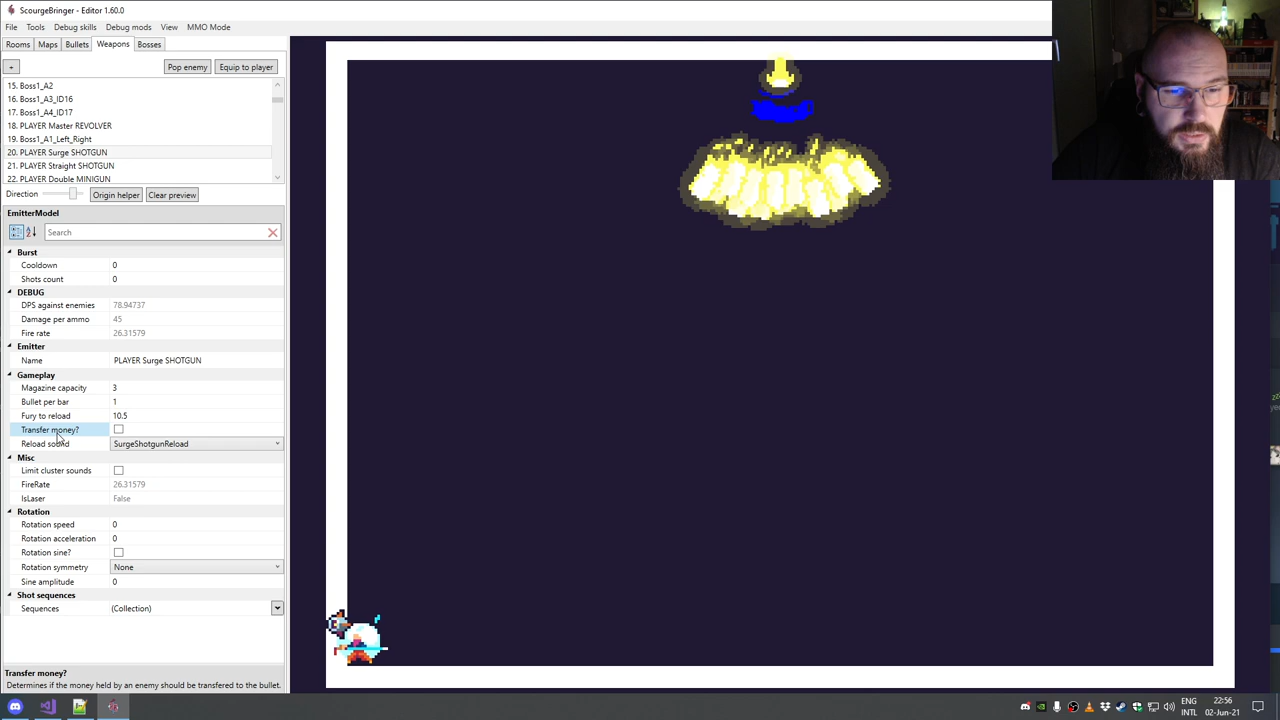 ScourgeBringer - Editor 1.60.0
File Tools Debug skills Debug mods View MMO Mode
Rooms Maps Bullets Weapons Bosses
+ Pop enemy Equip to player
15. Boss1_A2
16. Boss1_A3_ID16
17. Boss1_A4_ID17
18. PLAYER Master REVOLVER
19. Boss1_A1_Left_Right
20. PLAYER Surge SHOTGUN
21. PLAYER Straight SHOTGUN
22. PLAYER Double MINIGUN
Direction Origin helper Clear preview
EmitterModel
Search
Burst
Cooldown 0
Shots count 0
DEBUG
DPS against enemies 78.94737
Damage per ammo 45
Fire rate 26.31579
Emitter
Name PLAYER Surge SHOTGUN
Gameplay
Magazine capacity 3
Bullet per bar 1
Fury to reload 10.5
Transfer money?
Reload sound SurgeShotgunReload
Misc
Limit cluster sounds
FireRate 26.31579
IsLaser False
Rotation
Rotation speed 0
Rotation acceleration 0
Rotation sine?
Rotation symmetry None
Sine amplitude 0
Shot sequences
Sequences (Collection)
Transfer money?
Determines if the money held by an enemy should be transfered to the bullet.
ENG 22:56
INTL 02-Jun-21